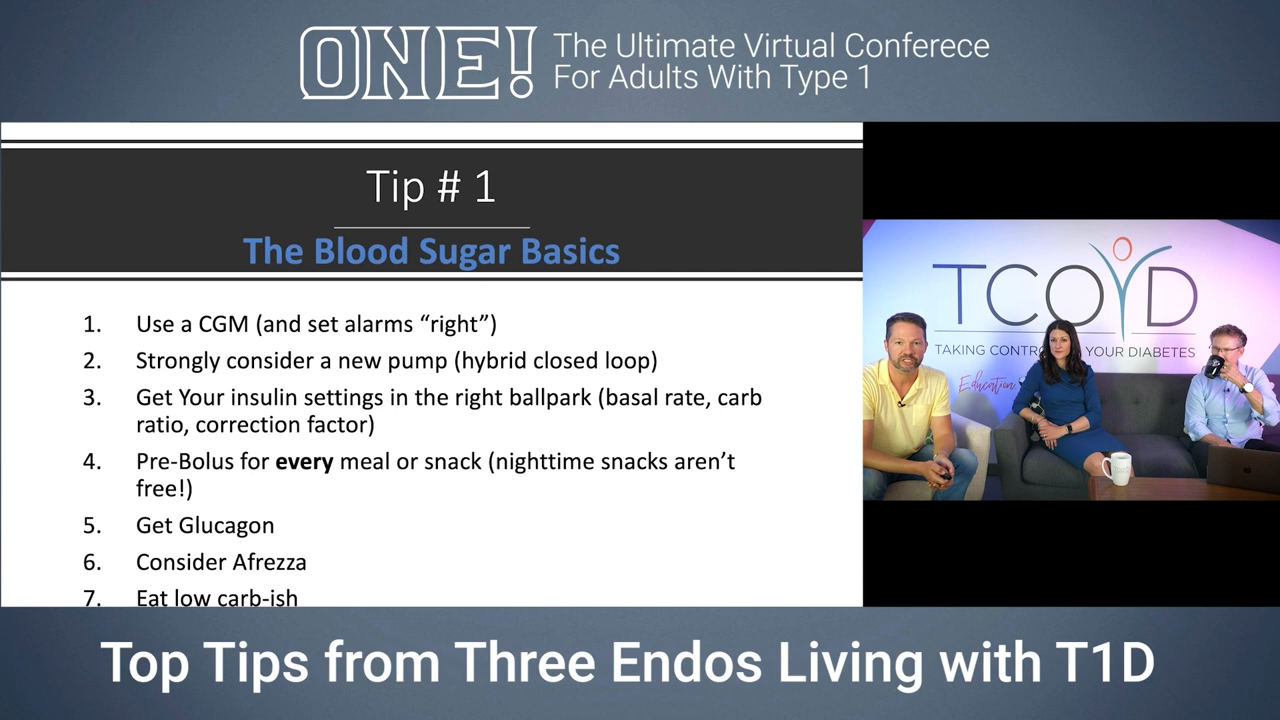 ONE!
The Ultimate Virtual Conferece
For Adults With Type 1
Tip # 1
The Blood Sugar Basics
1. Use a CGM (and set alarms “right”)
2. Strongly consider a new pump (hybrid closed loop)
3. Get Your insulin settings in the right ballpark (basal rate, carb
ratio, correction factor)
4. Pre-Bolus for every meal or snack (nighttime snacks aren’t
free!)
5. Get Glucagon
6. Consider Afrezza
7. Eat low carb-ish
TCOYD
TAKING CONTRO YOUR DIABETES
Education
Top Tips from Three Endos Living with T1D